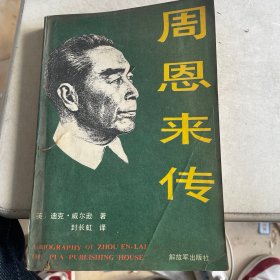 周恩来传
[英]迪克·威尔逊 著
封长虹 译
BIOGRAPHY OF ZHOU EN-LAI
PLA PUBLISHING HOUSE
解放军出版社